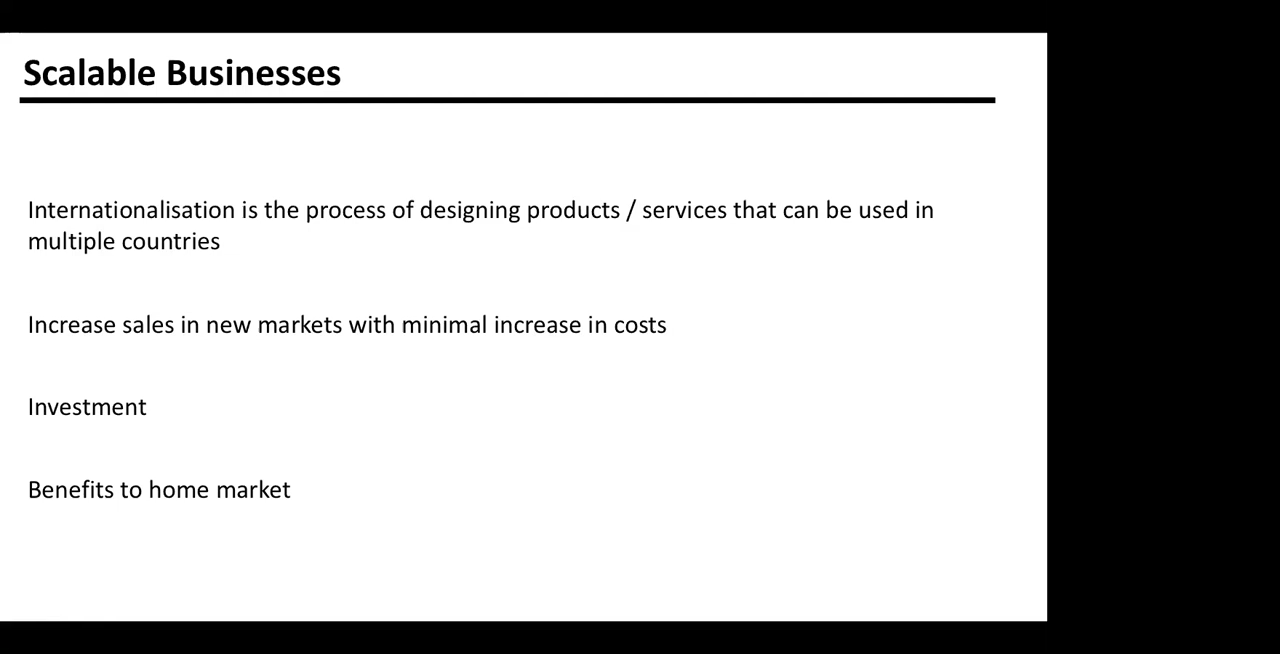 Scalable Businesses
Internationalisation is the process of designing products / services that can be used in
multiple countries
Increase sales in new markets with minimal increase in costs
Investment
Benefits to home market